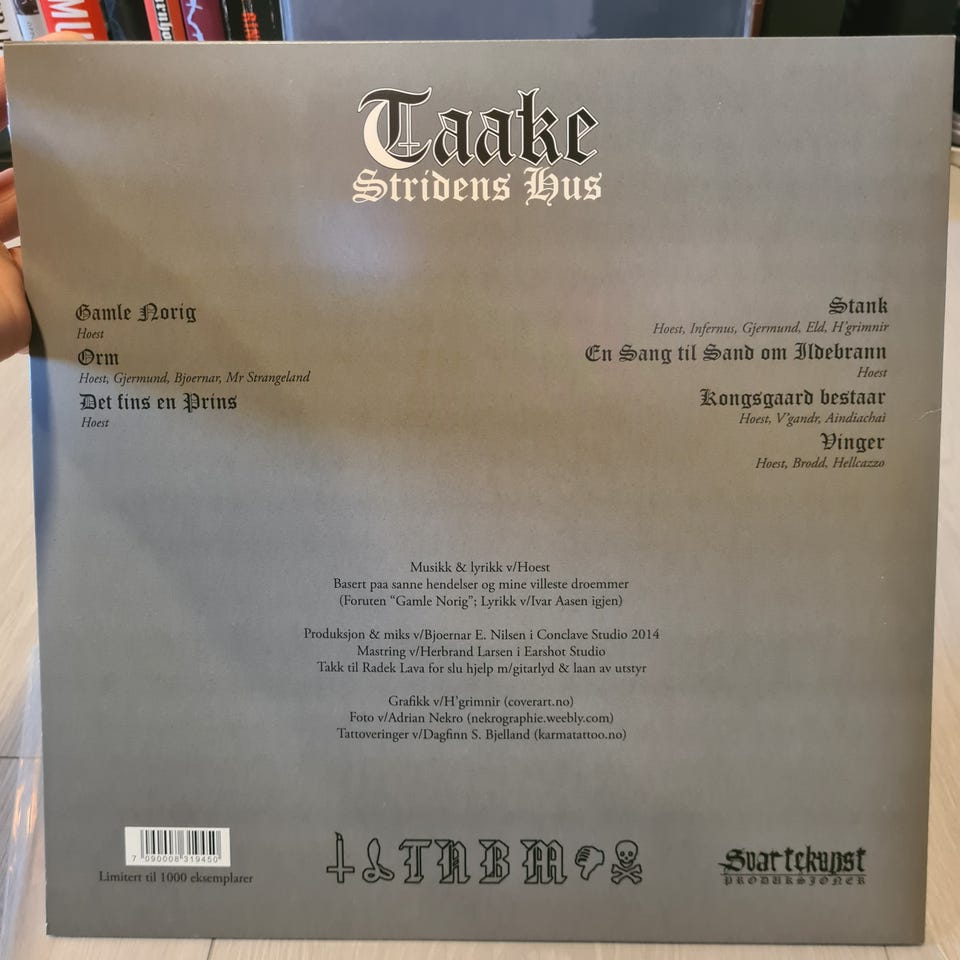 Taake
Stridens Hus
Gamle Norig
Hoest
Orm
Hoest, Gjermund, Bjoernar, Mr Strangeland
Det fins en Prins
Hoest
Stank
Hoest, Infernus, Gjermund, Eld, H'grimnir
En Sang til Sand om Ildebrann
Hoest
Kongsgaard bestaar
Hoest, V'gandr, Aindiachaì
Vinger
Hoest, Brodd, Hellcazzo
Musikk & lyrikk v/Hoest
Basert paa sanne hendelser og mine villeste droemmer
(Foruten “Gamle Norig”; Lyrikk v/Ivar Aasen igjen)
Produksjon & miks v/Bjoernar E. Nilsen i Conclave Studio 2014
Mastring v/Herbrand Larsen i Earshot Studio
Takk til Radek Lava for slu hjelp m/gitarlyd & laan av utstyr
Grafikk v/H'grimnir (coverart.no)
Foto v/Adrian Nekro (nekrographie.weebly.com)
Tattoveringer v/Dagfinn S. Bjelland (karmatattoo.no)
7 090008 319450
Limitert til 1000 eksemplarer
TNBM
Svartekunst
PRODUKSJONER